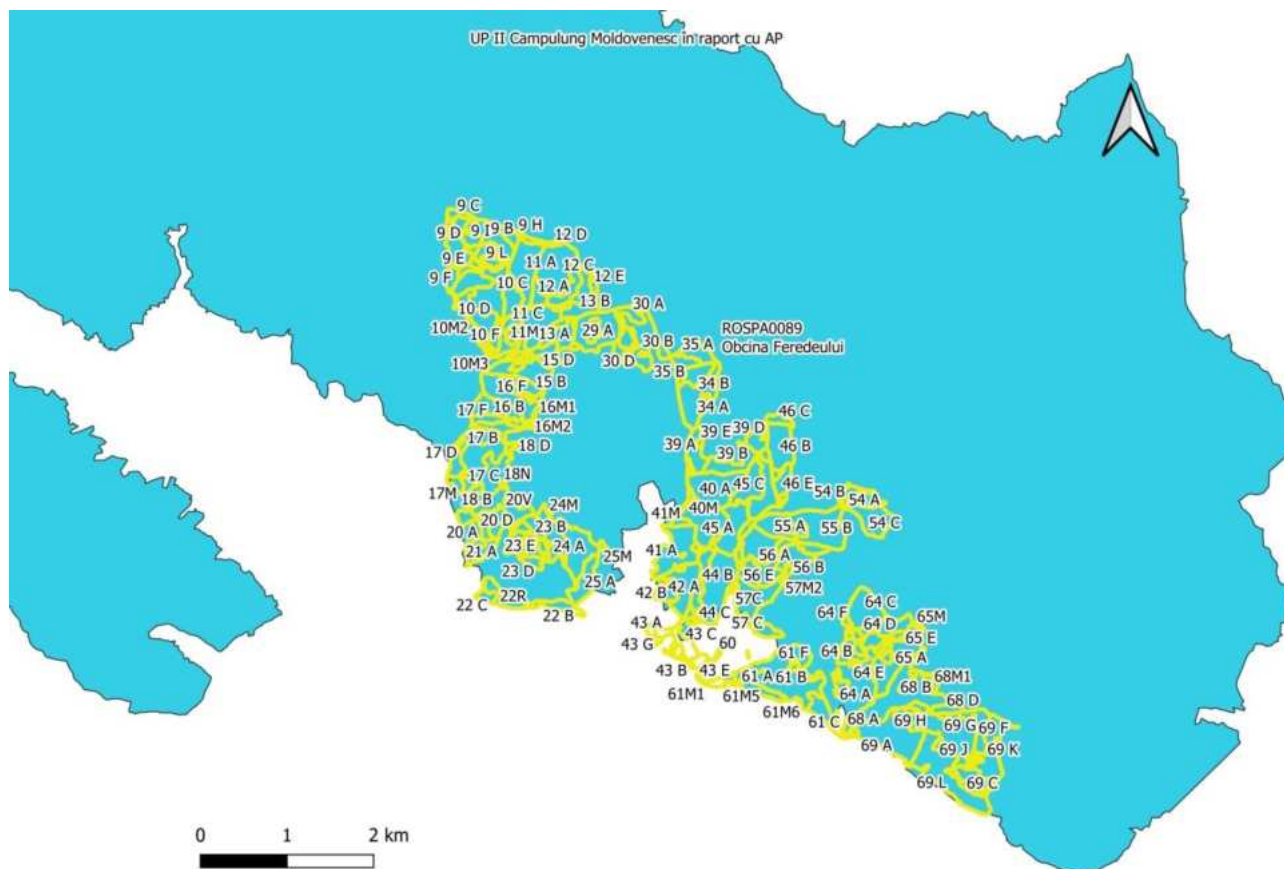 UP II Campulung Moldovenesc in raport cu AP
9 C
9 D
9 I
9 B
9 H
12 D
9 E
9 L
11 A
12 C
9 F
10 C
12 A
12 E
10 D
11 C
13 B
30 A
10M2
10 F
11M
13 A
29 A
ROSPA0089
Obcina Feredeului
10M3
15 D
30 D
30 B
35 A
35 B
16 F
15 B
34 B
17 F
16 B
16M1
34 A
46 C
16M2
39 E
39 D
17 D
17 B
18 D
39 A
39 B
46 B
17 C
18N
17M
18 B
20V
24M
40 A
45 C
46 E
54 B
54 A
41M
40M
20 A
20 D
23 B
45 A
55 A
55 B
54 C
21 A
23 E
24 A
25M
41 A
56 A
23 D
25 A
44 B
56 E
56 B
22 C
22R
22 B
42 B
42 A
57C
57M2
43 A
44 C
57 C
64 F
64 C
65M
43 G
43 C
60
64 D
65 E
61 F
64 B
65 A
43 B
43 E
61 A
61 B
64 E
68M1
61M1
61M5
64 A
68 B
61M6
68 D
61 C
68 A
69 H
69 G
69 F
69 A
69 J
69 K
69 L
69 C
0 1 2 km